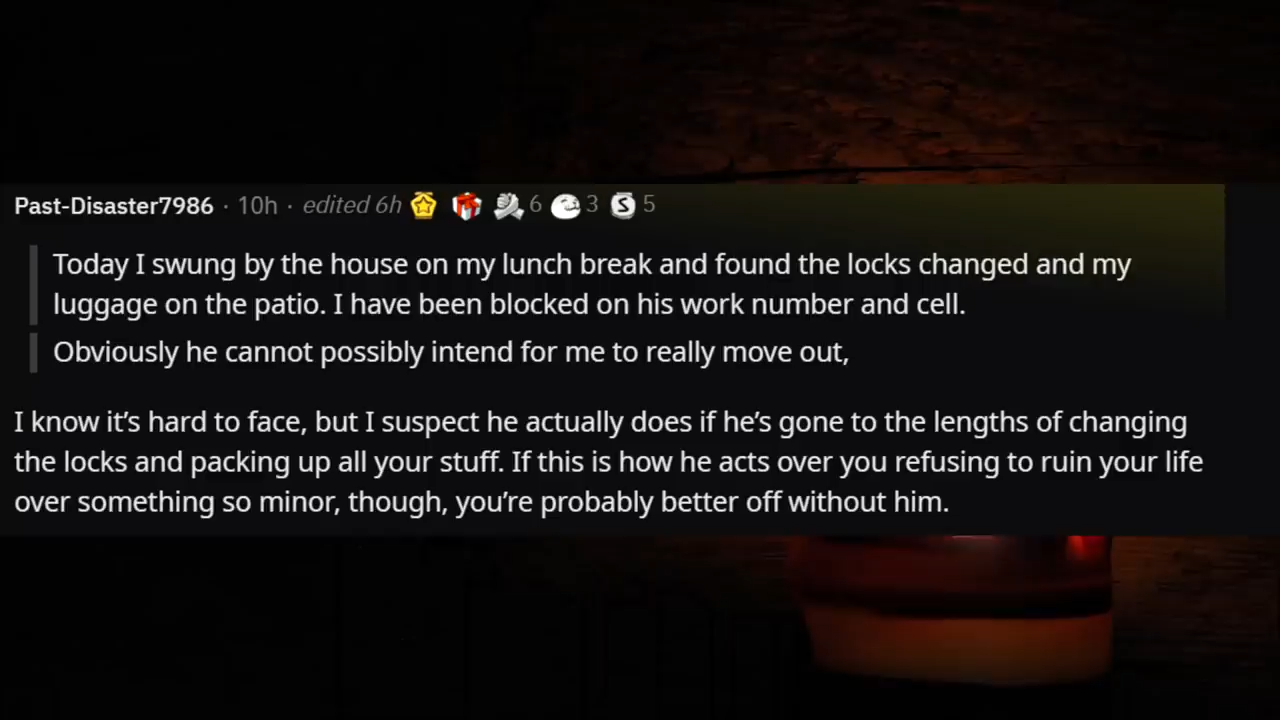 Past-Disaster7986 · 10h · edited 6h 6 3 S 5
Today I swung by the house on my lunch break and found the locks changed and my
luggage on the patio. I have been blocked on his work number and cell.
Obviously he cannot possibly intend for me to really move out,
I know it’s hard to face, but I suspect he actually does if he’s gone to the lengths of changing
the locks and packing up all your stuff. If this is how he acts over you refusing to ruin your life
over something so minor, though, you’re probably better off without him.